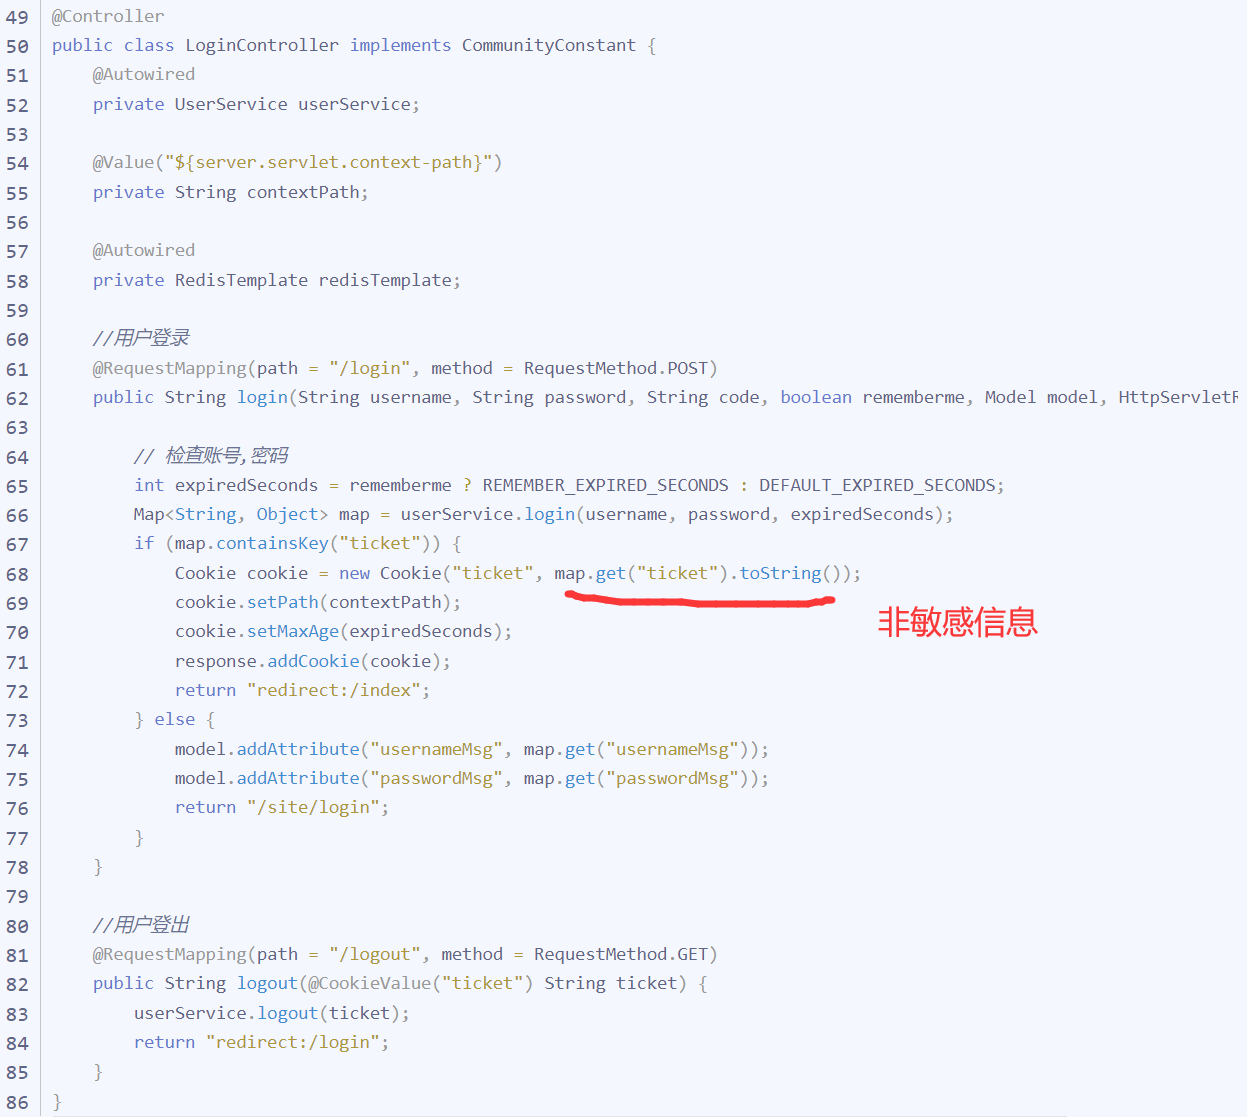 49 @Controller
50 public class LoginController implements CommunityConstant {
51 @Autowired
52 private UserService userService;
53
54 @Value("${server.servlet.context-path}")
55 private String contextPath;
56
57 @Autowired
58 private RedisTemplate redisTemplate;
59
60 //用户登录
61 @RequestMapping(path = "/login", method = RequestMethod.POST)
62 public String login(String username, String password, String code, boolean rememberme, Model model, HttpServletR
63
64 // 检查账号,密码
65 int expiredSeconds = rememberme ? REMEMBER_EXPIRED_SECONDS : DEFAULT_EXPIRED_SECONDS;
66 Map<String, Object> map = userService.login(username, password, expiredSeconds);
67 if (map.containsKey("ticket")) {
68 Cookie cookie = new Cookie("ticket", map.get("ticket").toString());
69 cookie.setPath(contextPath);
非敏感信息
70 cookie.setMaxAge(expiredSeconds);
71 response.addCookie(cookie);
72 return "redirect:/index";
73 } else {
74 model.addAttribute("usernameMsg", map.get("usernameMsg"));
75 model.addAttribute("passwordMsg", map.get("passwordMsg"));
76 return "/site/login";
77 }
78 }
79
80 //用户登出
81 @RequestMapping(path = "/logout", method = RequestMethod.GET)
82 public String logout(@CookieValue("ticket") String ticket) {
83 userService.logout(ticket);
84 return "redirect:/login";
85 }
86 }